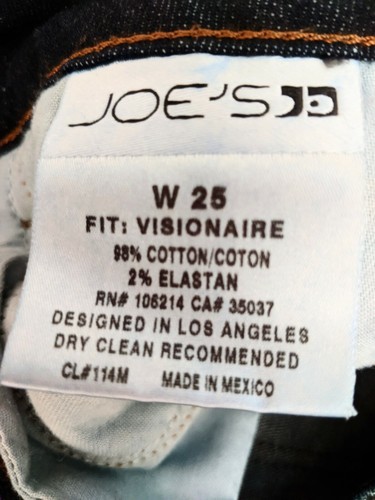 JOE'S
W 25
FIT: VISIONAIRE
98% COTTON/COTON
2% ELASTAN
RN# 106214 CA# 35037
DESIGNED IN LOS ANGELES
DRY CLEAN RECOMMENDED
CL#114M MADE IN MEXICO